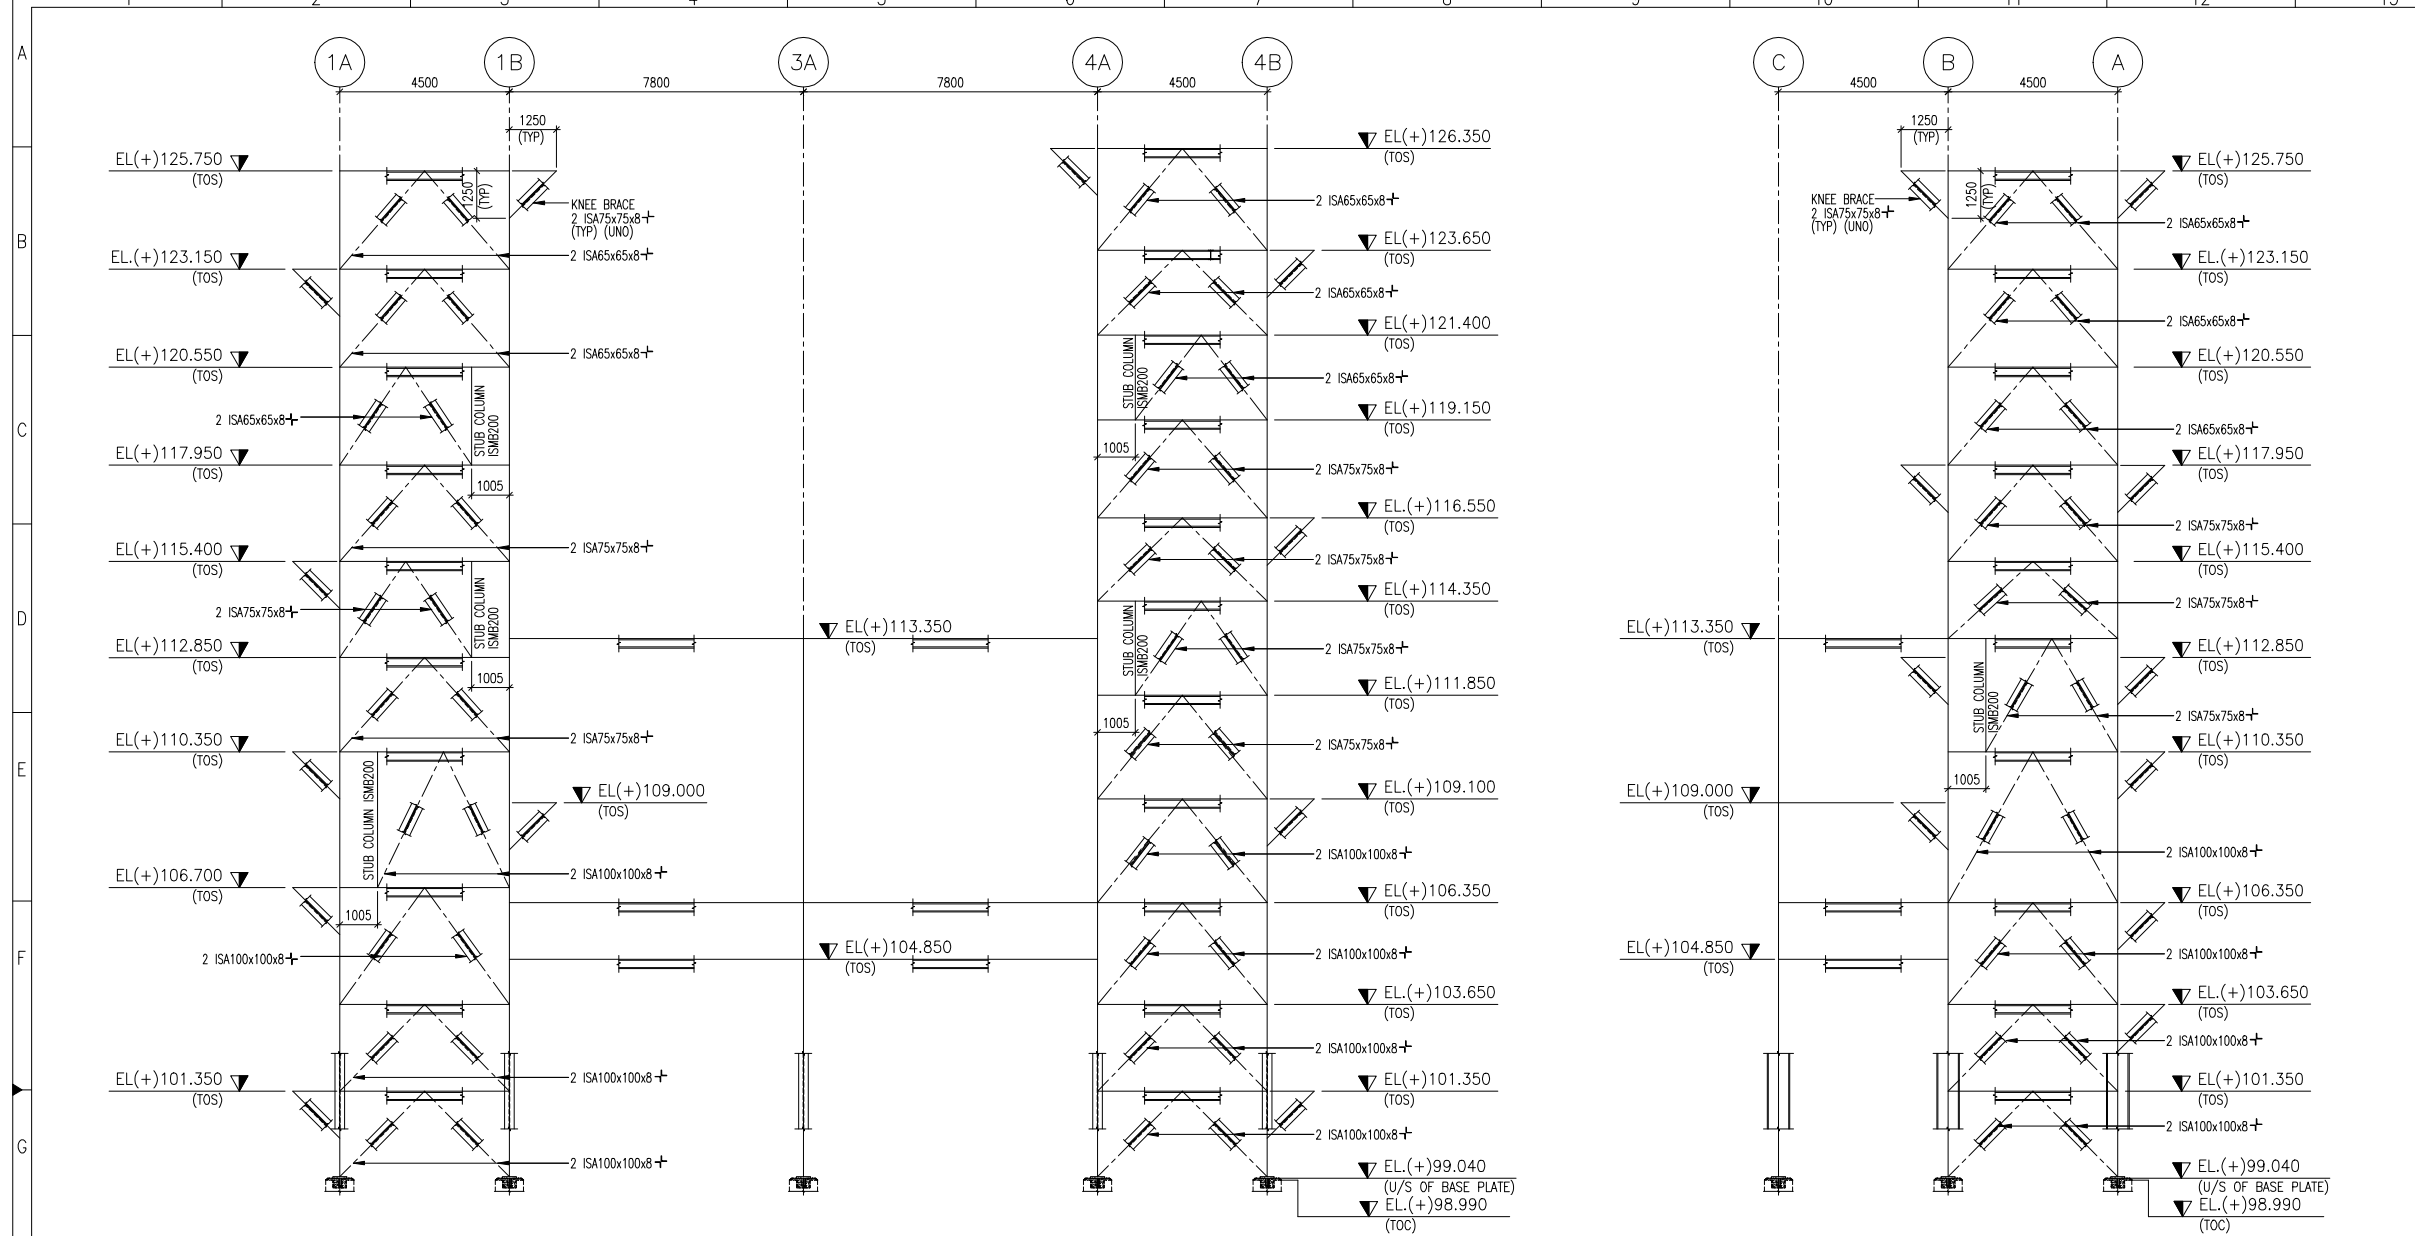 A
B
C
D
E
F
G
1A
1B
3A
4A
4B
4500
7800
7800
4500
1250
(TYP)
1250
(TYP)
KNEE BRACE
2 ISA75x75x8
(TYP) (UNO)
EL(+)125.750
(TOS)
2 ISA65x65x8
EL.(+)123.150
(TOS)
2 ISA65x65x8
EL(+)120.550
(TOS)
2 ISA65x65x8
STUB COLUMN
ISMB200
EL(+)117.950
(TOS)
1005
2 ISA75x75x8
EL(+)115.400
(TOS)
2 ISA75x75x8
STUB COLUMN
ISMB200
EL(+)112.850
(TOS)
1005
2 ISA75x75x8
EL(+)110.350
(TOS)
STUB COLUMN ISMB200
EL(+)109.000
(TOS)
2 ISA100x100x8
EL(+)106.700
(TOS)
1005
2 ISA100x100x8
2 ISA100x100x8
EL(+)101.350
(TOS)
2 ISA100x100x8
EL(+)113.350
(TOS)
EL(+)104.850
(TOS)
EL(+)126.350
(TOS)
2 ISA65x65x8
EL(+)123.650
(TOS)
2 ISA65x65x8
EL(+)121.400
(TOS)
STUB COLUMN
ISMB200
2 ISA65x65x8
EL(+)119.150
(TOS)
1005
2 ISA75x75x8
EL.(+)116.550
(TOS)
2 ISA75x75x8
EL(+)114.350
(TOS)
STUB COLUMN
ISMB200
2 ISA75x75x8
EL.(+)111.850
(TOS)
1005
2 ISA75x75x8
EL.(+)109.100
(TOS)
2 ISA100x100x8
EL(+)106.350
(TOS)
2 ISA100x100x8
EL.(+)103.650
(TOS)
2 ISA100x100x8
EL(+)101.350
(TOS)
2 ISA100x100x8
EL.(+)99.040
(U/S OF BASE PLATE)
EL.(+)98.990
(TOC)
C
B
A
4500
4500
1250
(TYP)
1250
(TYP)
KNEE BRACE
2 ISA75x75x8
(TYP) (UNO)
EL(+)125.750
(TOS)
2 ISA65x65x8
EL.(+)123.150
(TOS)
2 ISA65x65x8
EL(+)120.550
(TOS)
2 ISA65x65x8
EL(+)117.950
(TOS)
2 ISA75x75x8
EL(+)115.400
(TOS)
2 ISA75x75x8
EL(+)113.350
(TOS)
EL(+)112.850
(TOS)
STUB COLUMN
ISMB200
2 ISA75x75x8
EL(+)110.350
(TOS)
1005
EL(+)109.000
(TOS)
2 ISA100x100x8
EL(+)106.350
(TOS)
EL(+)104.850
(TOS)
2 ISA100x100x8
EL.(+)103.650
(TOS)
2 ISA100x100x8
EL(+)101.350
(TOS)
2 ISA100x100x8
EL.(+)99.040
(U/S OF BASE PLATE)
EL.(+)98.990
(TOC)